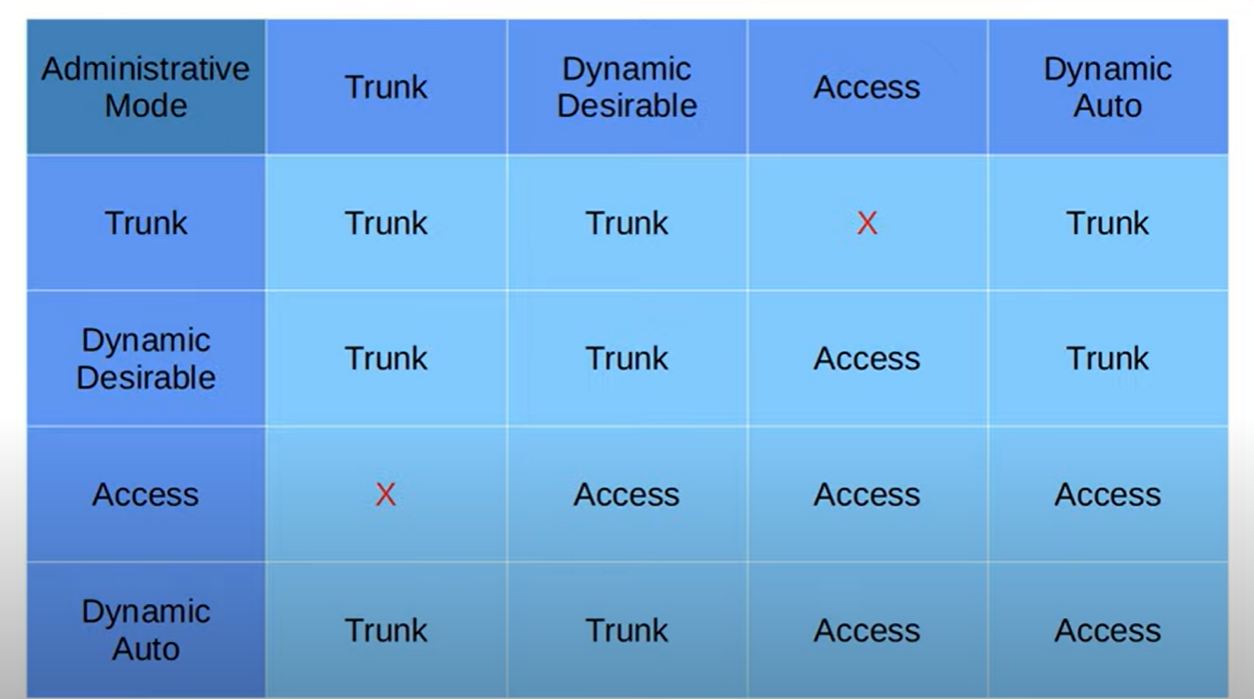 Administrative
Mode
Trunk
Dynamic
Desirable
Access
Dynamic
Auto
Trunk
Trunk
Trunk
X
Trunk
Dynamic
Desirable
Trunk
Trunk
Access
Trunk
Access
X
Access
Access
Access
Dynamic
Auto
Trunk
Trunk
Access
Access